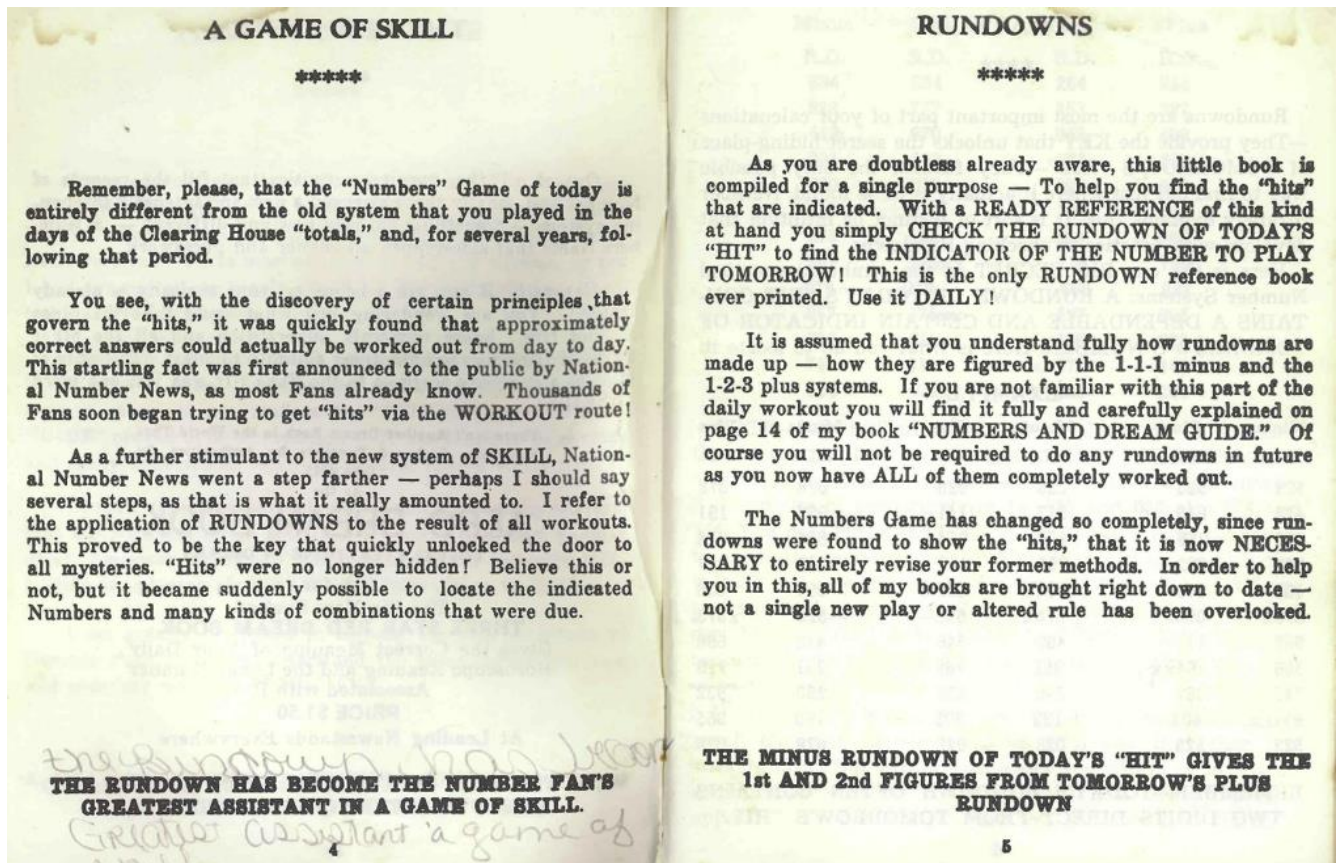 A GAME OF SKILL
*****
Remember, please, that the "Numbers" Game of today is
entirely different from the old system that you played in the
days of the Clearing House "totals," and, for several years, fol-
lowing that period.
You see, with the discovery of certain principles that
govern the "hits," it was quickly found that approximately
correct answers could actually be worked out from day to day.
This startling fact was first announced to the public by Nation-
al Number News, as most Fans already know. Thousands of
Fans soon began trying to get "hits" via the WORKOUT route!
As a further stimulant to the new system of SKILL, Nation-
al Number News went a step farther — perhaps I should say
several steps, as that is what it really amounted to. I refer to
the application of RUNDOWNS to the result of all workouts.
This proved to be the key that quickly unlocked the door to
all mysteries. "Hits" were no longer hidden! Believe this or
not, but it became suddenly possible to locate the indicated
Numbers and many kinds of combinations that were due.
the Rundown has becom
THE RUNDOWN HAS BECOME THE NUMBER FAN'S
GREATEST ASSISTANT IN A GAME OF SKILL.
Greatest assistant a game of
4
RUNDOWNS
*****
As you are doubtless already aware, this little book is
compiled for a single purpose — To help you find the "hits"
that are indicated. With a READY REFERENCE of this kind
at hand you simply CHECK THE RUNDOWN OF TODAY'S
"HIT" to find the INDICATOR OF THE NUMBER TO PLAY
TOMORROW! This is the only RUNDOWN reference book
ever printed. Use it DAILY!
It is assumed that you understand fully how rundowns are
made up — how they are figured by the 1-1-1 minus and the
1-2-3 plus systems. If you are not familiar with this part of the
daily workout you will find it fully and carefully explained on
page 14 of my book "NUMBERS AND DREAM GUIDE." Of
course you will not be required to do any rundowns in future
as you now have ALL of them completely worked out.
The Numbers Game has changed so completely, since run-
downs were found to show the "hits," that it is now NECES-
SARY to entirely revise your former methods. In order to help
you in this, all of my books are brought right down to date —
not a single new play or altered rule has been overlooked.
THE MINUS RUNDOWN OF TODAY'S "HIT" GIVES THE
1st AND 2nd FIGURES FROM TOMORROW'S PLUS
RUNDOWN
5